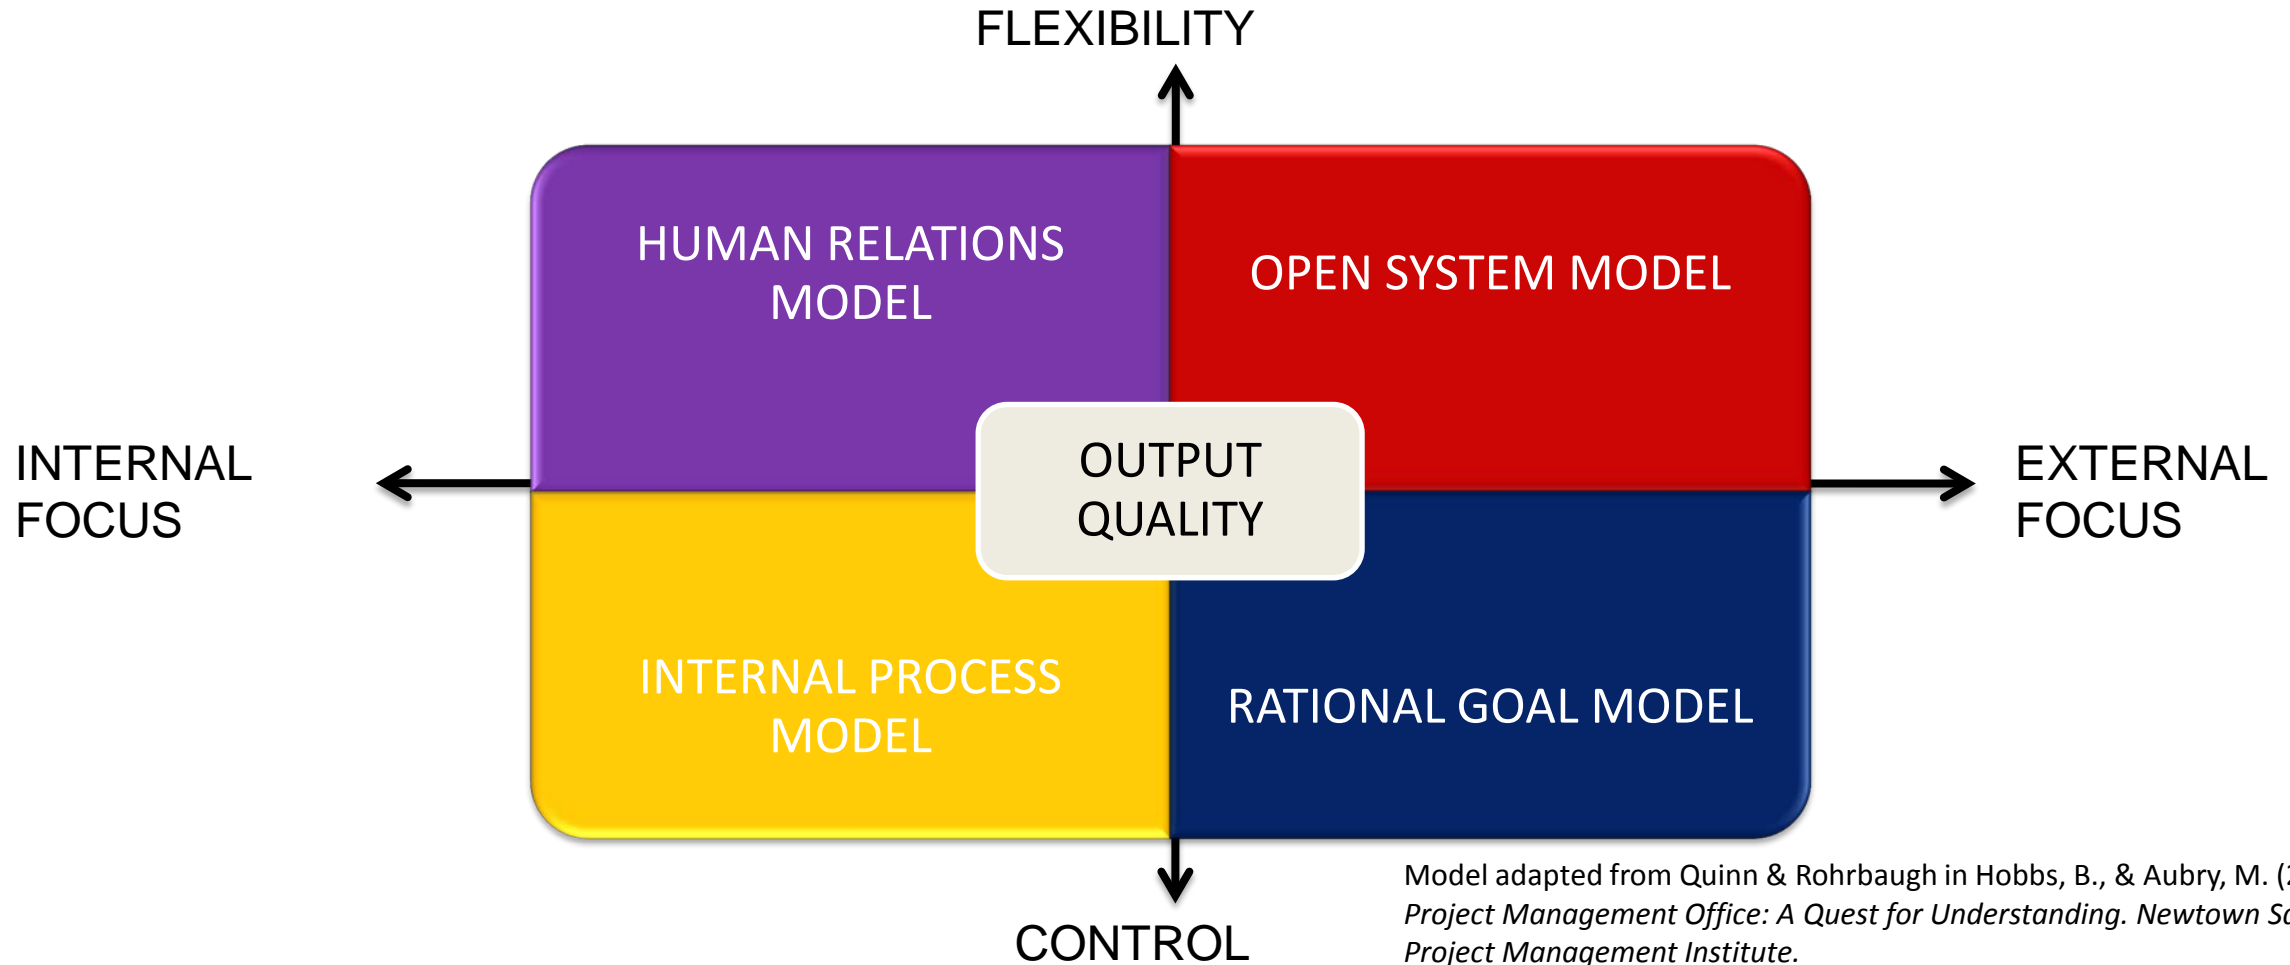 FLEXIBILITY
HUMAN RELATIONS
MODEL
OPEN SYSTEM MODEL
INTERNAL
FOCUS
OUTPUT
QUALITY
EXTERNAL
FOCUS
INTERNAL PROCESS
MODEL
RATIONAL GOAL MODEL
CONTROL
Model adapted from Quinn & Rohrbaugh in Hobbs, B., & Aubry, M.
Project Management Office: A Quest for Understanding. Newtown
Project Management Institute.